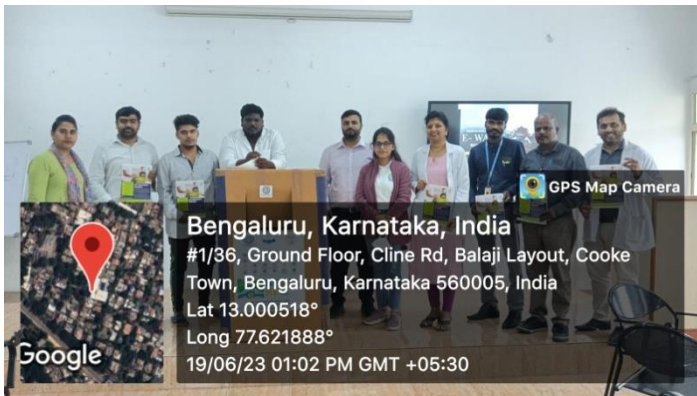 E-WA
GPS Map Camera
Bengaluru, Karnataka, India
#1/36, Ground Floor, Cline Rd, Balaji Layout, Cooke
Town, Bengaluru, Karnataka 560005, India
Lat 13.000518°
Long 77.621888°
19/06/23 01:02 PM GMT +05:30
Google